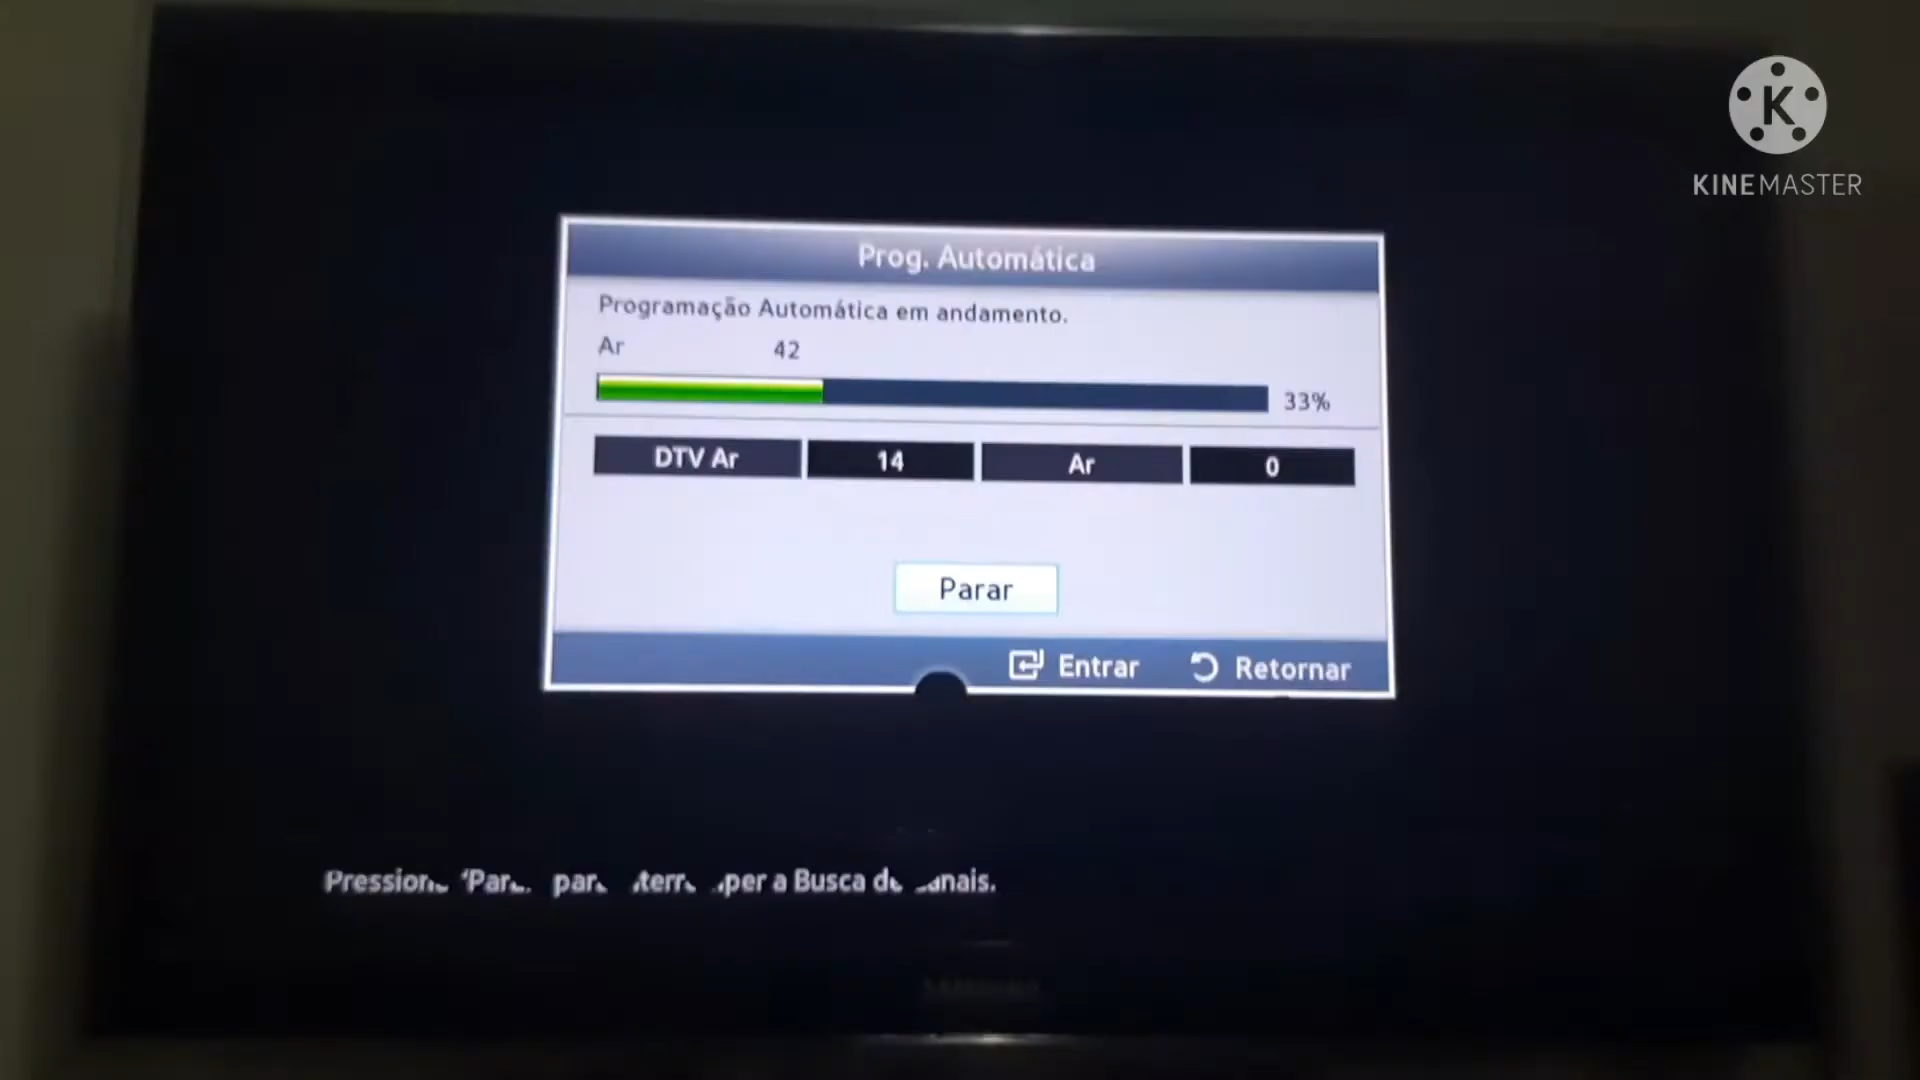 KINEMASTER
Prog. Automática
Programação Automática em andamento.
Ar 42
33%
DTV Ar 14 Ar 0
Parar
Entrar Retornar
a Busca